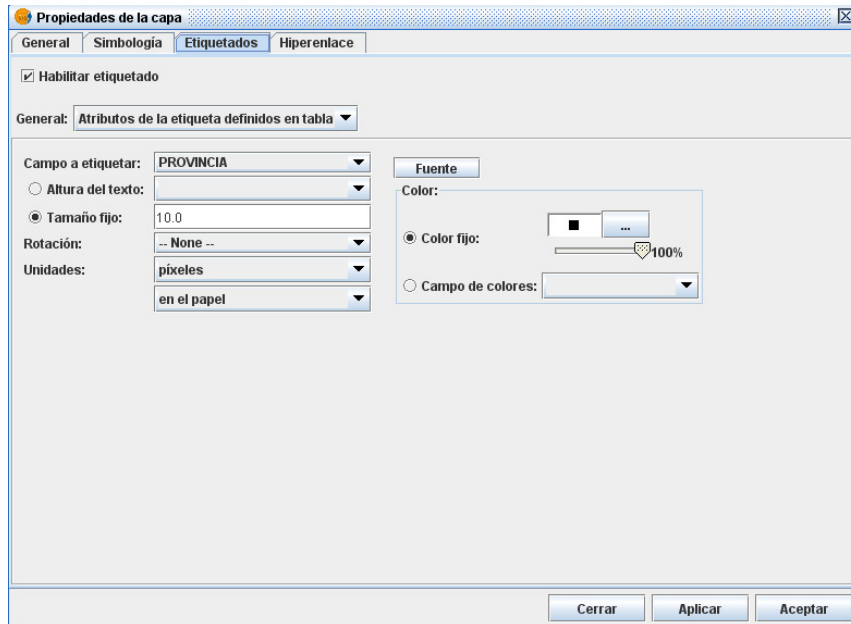 Propiedades de la capa
General Simbología Etiquetados Hiperenlace
Habilitar etiquetado
General: Atributos de la etiqueta definidos en tabla
Campo a etiquetar: PROVINCIA
Fuente
Altura del texto:
Color:
Tamaño fijo: 10.0
Color fijo: ...
100%
Rotación: -- None --
Unidades: píxeles
Campo de colores:
en el papel
Cerrar Aplicar Aceptar